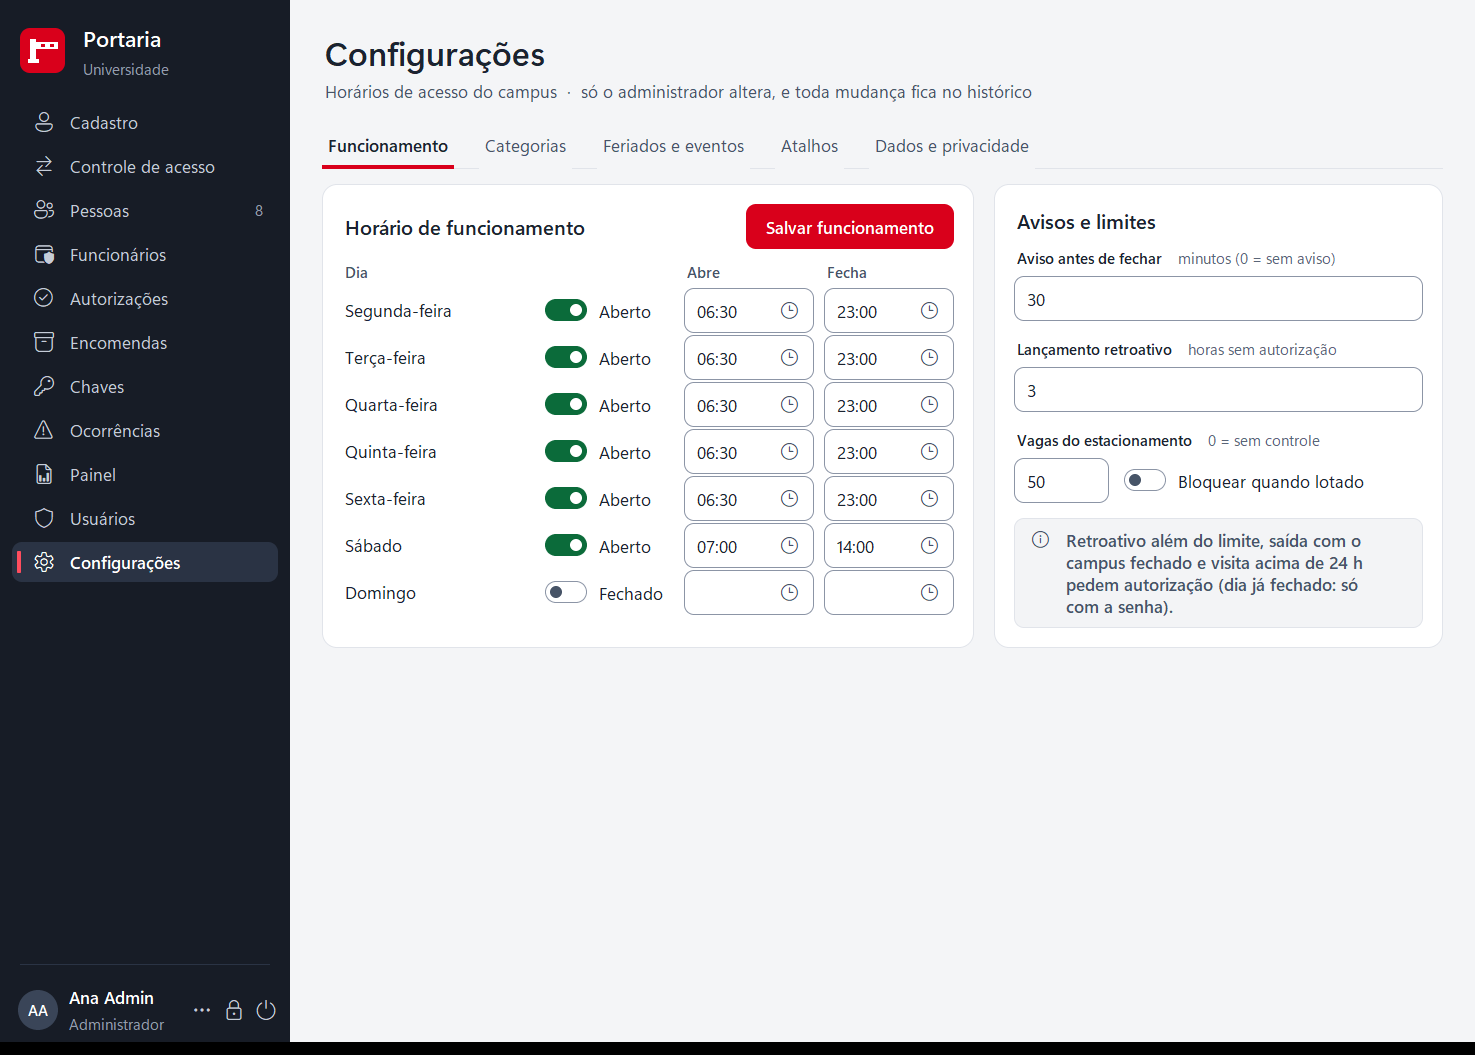 Portaria
Universidade
Cadastro
Controle de acesso
Pessoas 8
Funcionários
Autorizações
Encomendas
Chaves
Ocorrências
Painel
Usuários
Configurações
AA
Ana Admin
Administrador
Configurações
Horários de acesso do campus · só o administrador altera, e toda mudança fica no histórico
Funcionamento Categorias Feriados e eventos Atalhos Dados e privacidade
Horário de funcionamento Salvar funcionamento
Dia Abre Fecha
Segunda-feira Aberto 06:30 23:00
Terça-feira Aberto 06:30 23:00
Quarta-feira Aberto 06:30 23:00
Quinta-feira Aberto 06:30 23:00
Sexta-feira Aberto 06:30 23:00
Sábado Aberto 07:00 14:00
Domingo Fechado
Avisos e limites
Aviso antes de fechar minutos (0 = sem aviso)
30
Lançamento retroativo horas sem autorização
3
Vagas do estacionamento 0 = sem controle
50 Bloquear quando lotado
Retroativo além do limite, saída com o
campus fechado e visita acima de 24 h
pedem autorização (dia já fechado: só
com a senha).